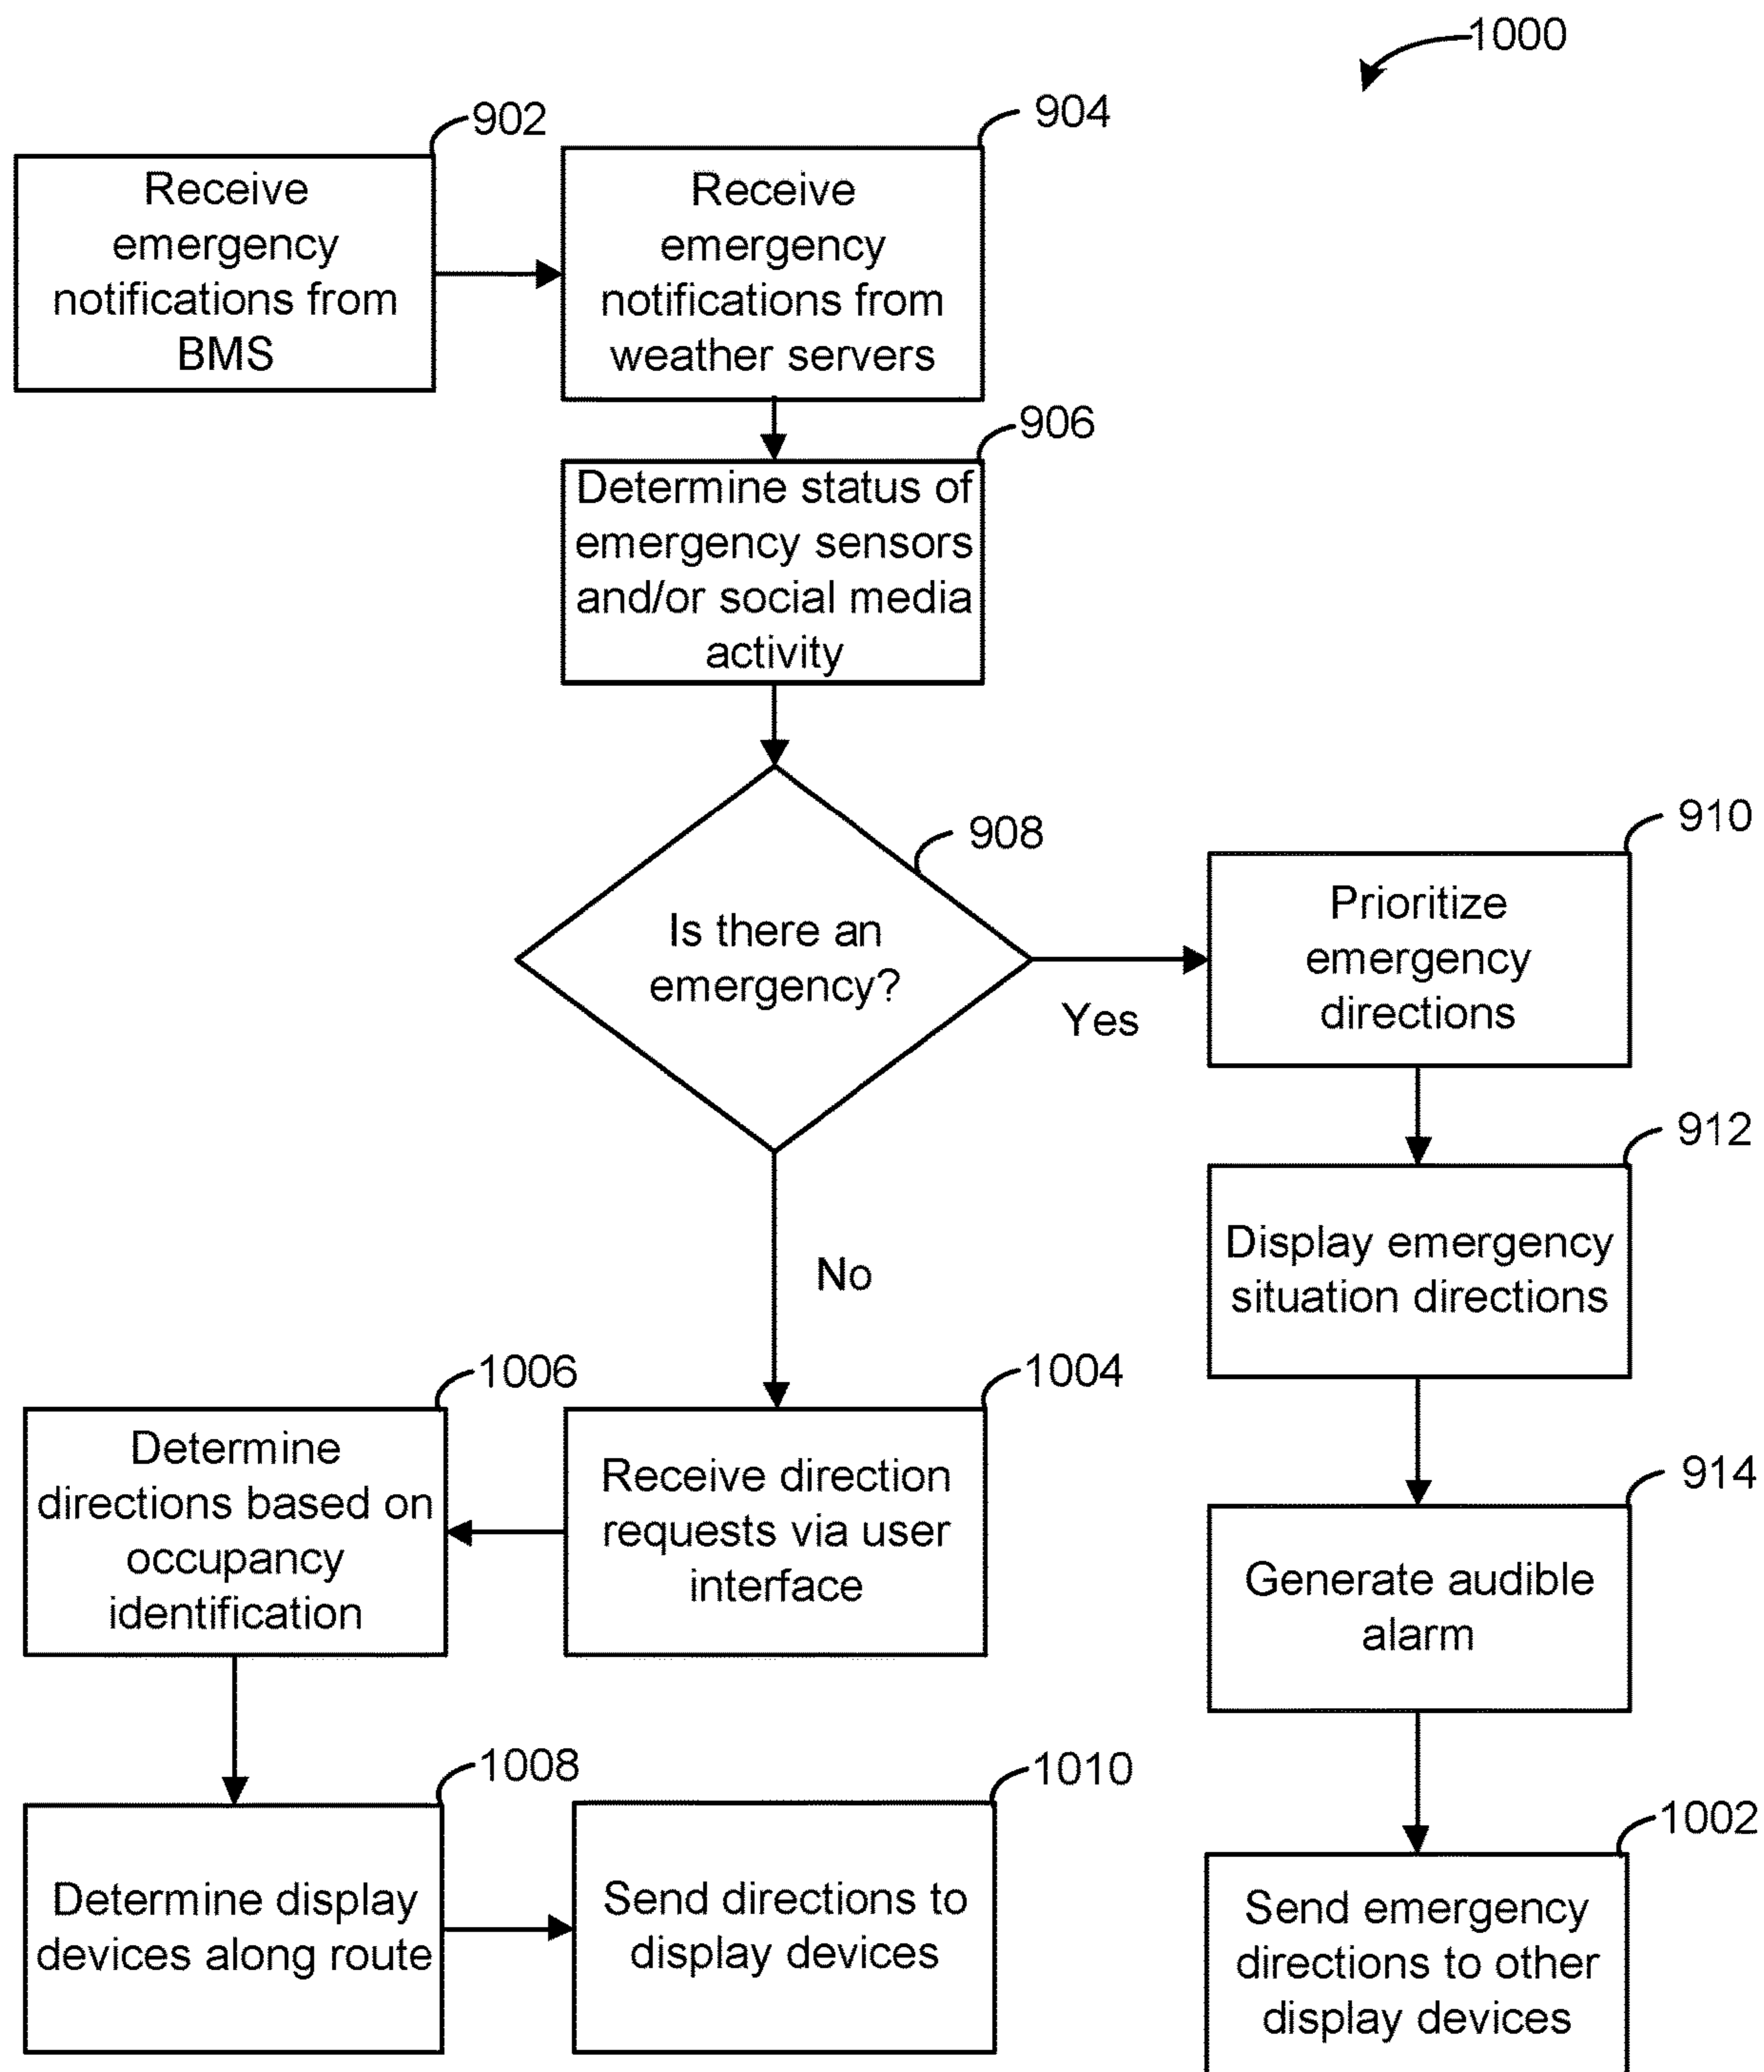 1000
902
Receive
emergency
notifications from
BMS
904
Receive
emergency
notifications from
weather servers
906
Determine status of
emergency sensors
and/or social media
activity
908
Is there an
emergency?
Yes
No
910
Prioritize
emergency
directions
912
Display emergency
situation directions
914
Generate audible
alarm
1002
Send emergency
directions to other
display devices
1004
Receive direction
requests via user
interface
1006
Determine
directions based on
occupancy
identification
1008
Determine display
devices along route
1010
Send directions to
display devices